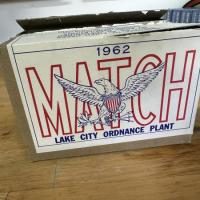 1962
MATCH
LAKE CITY ORDNANCE PLANT